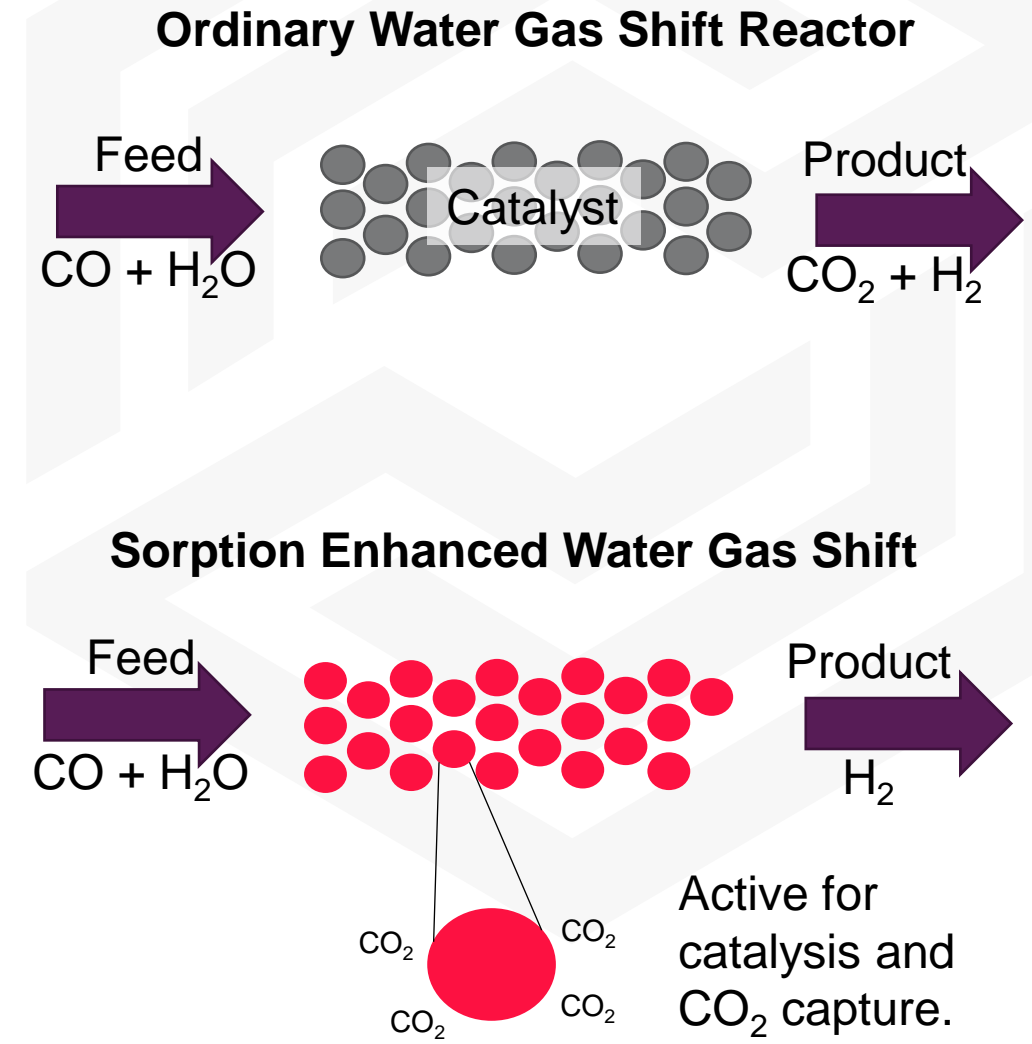 Ordinary Water Gas Shift Reactor
Feed
CO + H₂O
Catalyst
Product
CO₂ + H₂
Sorption Enhanced Water Gas Shift
Feed
CO + H₂O
Product
H₂
CO₂
CO₂
CO₂
CO₂
Active for
catalysis and
CO₂ capture.